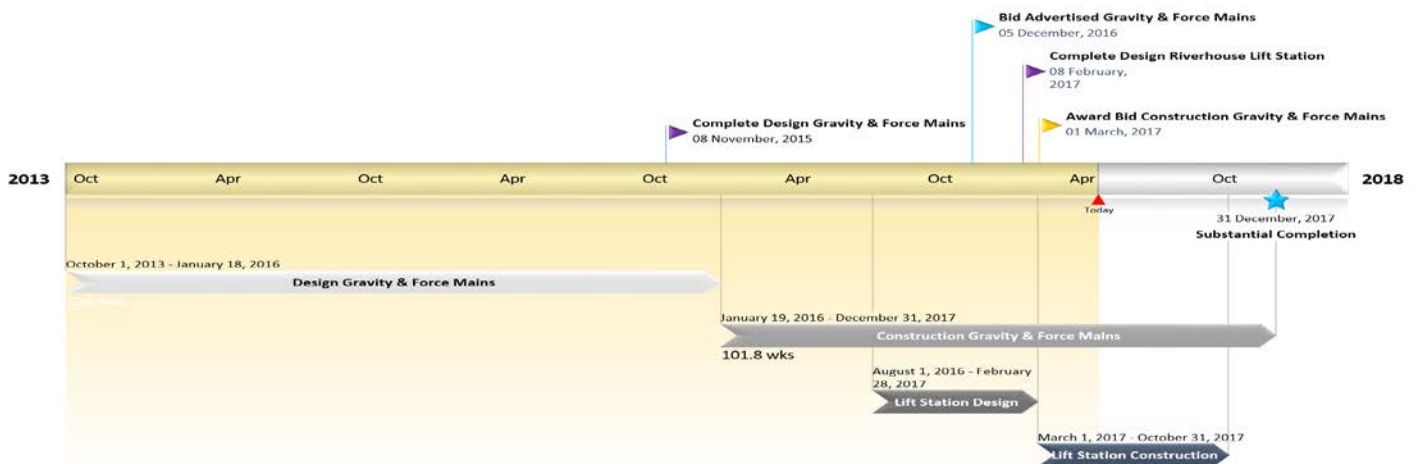 Bid Advertised Gravity & Force Mains
05 December, 2016
Complete Design Riverhouse Lift Station
08 February,
2017
Complete Design Gravity & Force Mains
08 November, 2015
Award Bid Construction Gravity & Force Mains
01 March, 2017
2013 Oct Apr Oct Apr Oct Apr Oct Apr Oct 2018
Today
31 December, 2017
Substantial Completion
October 1, 2013 - January 18, 2016
Design Gravity & Force Mains
January 19, 2016 - December 31, 2017
Construction Gravity & Force Mains
101.8 wks
August 1, 2016 - February
28, 2017
Lift Station Design
March 1, 2017 - October 31, 2017
Lift Station Construction